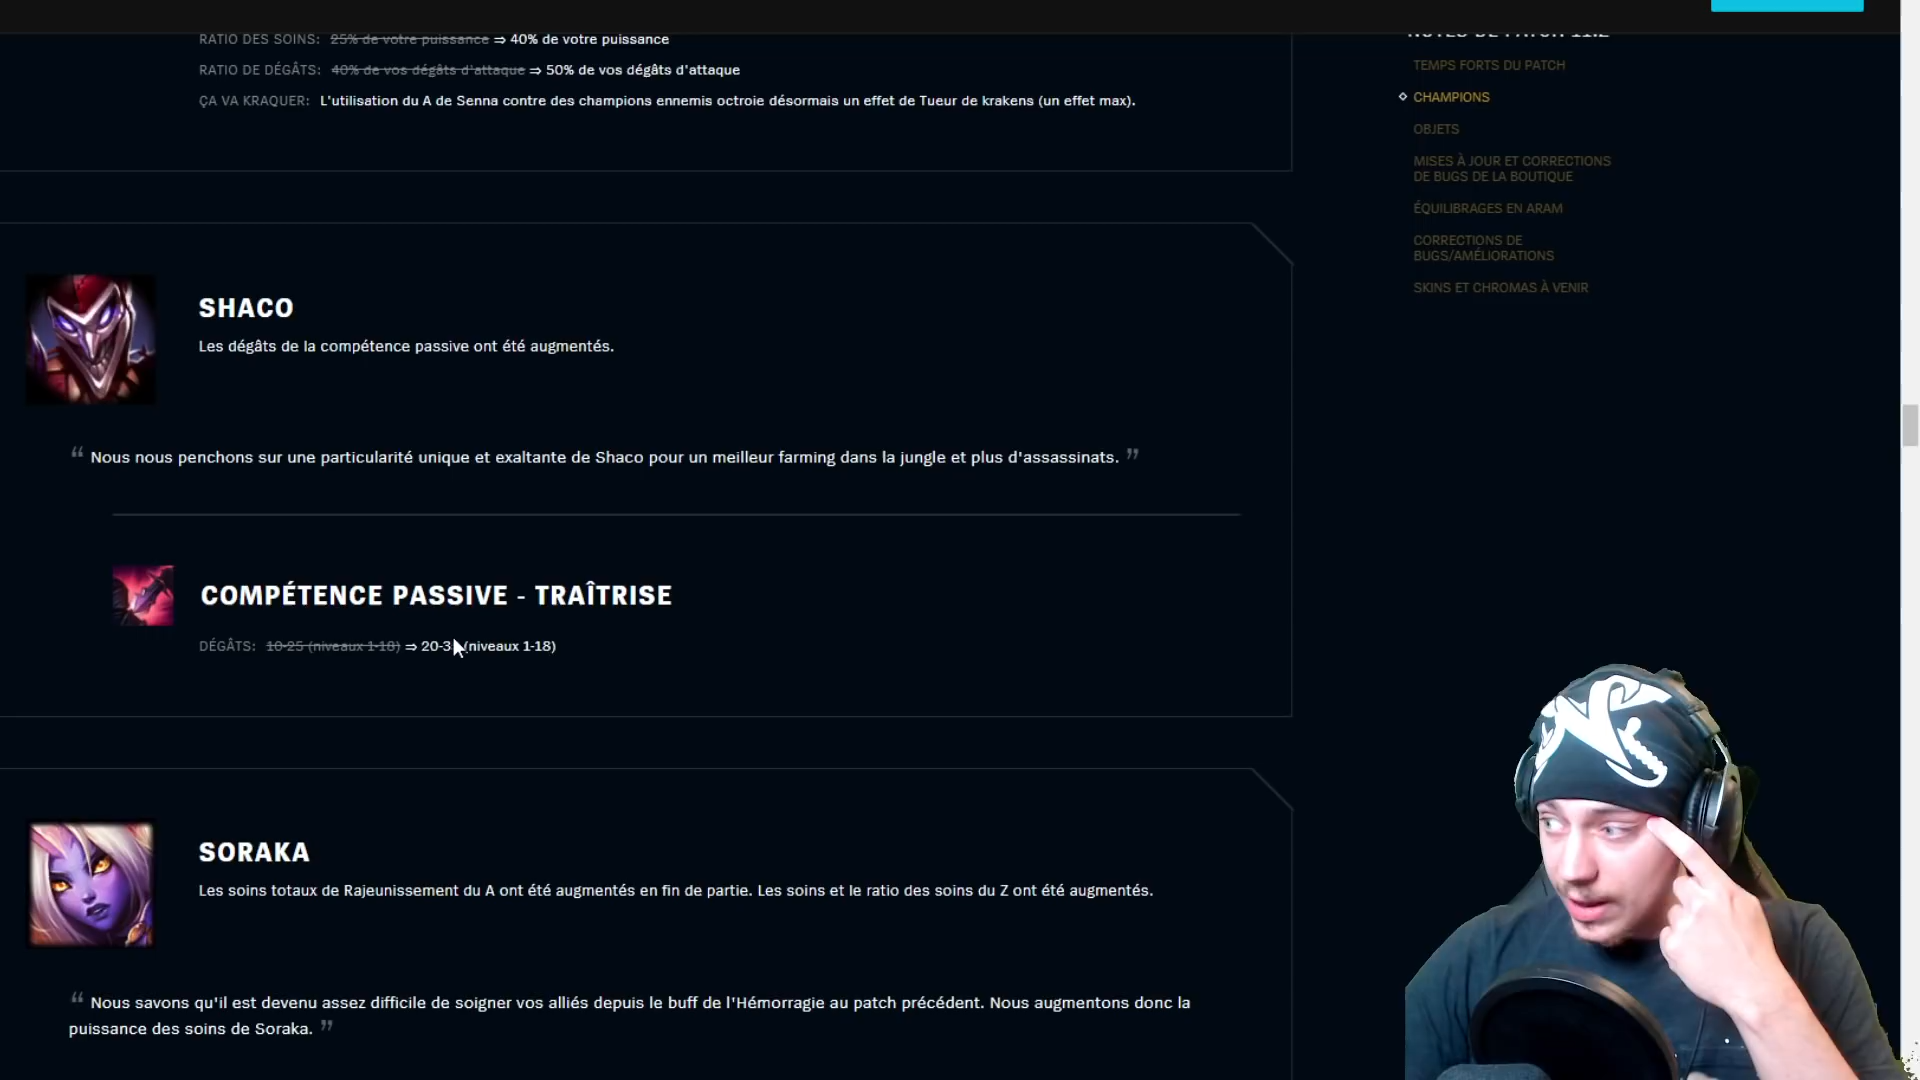 RATIO DES SOINS: 25% de votre puissance ⇒ 40% de votre puissance
RATIO DE DÉGÂTS: 40% de vos dégâts d'attaque ⇒ 50% de vos dégâts d'attaque
ÇA VA KRAQUER: L'utilisation du A de Senna contre des champions ennemis octroie désormais un effet de Tueur de krakens (un effet max).
SHACO
Les dégâts de la compétence passive ont été augmentés.
“ Nous nous penchons sur une particularité unique et exaltante de Shaco pour un meilleur farming dans la jungle et plus d'assassinats. ”
COMPÉTENCE PASSIVE - TRAÎTRISE
DÉGÂTS: 10-25 (niveaux 1-18) ⇒ (niveaux 1-18)
SORAKA
Les soins totaux de Rajeunissement du A ont été augmentés en fin de partie. Les soins et le ratio des soins du Z ont été augmentés.
“ Nous savons qu'il est devenu assez difficile de soigner vos alliés depuis le buff de l'Hémorragie au patch précédent. Nous augmentons donc la
puissance des soins de Soraka. ”
NOTES DE PATCH 11.2
TEMPS FORTS DU PATCH
CHAMPIONS
OBJETS
MISES À JOUR ET CORRECTIONS
DE BUGS DE LA BOUTIQUE
ÉQUILIBRAGES EN ARAM
CORRECTIONS DE
BUGS/AMÉLIORATIONS
SKINS ET CHROMAS À VENIR